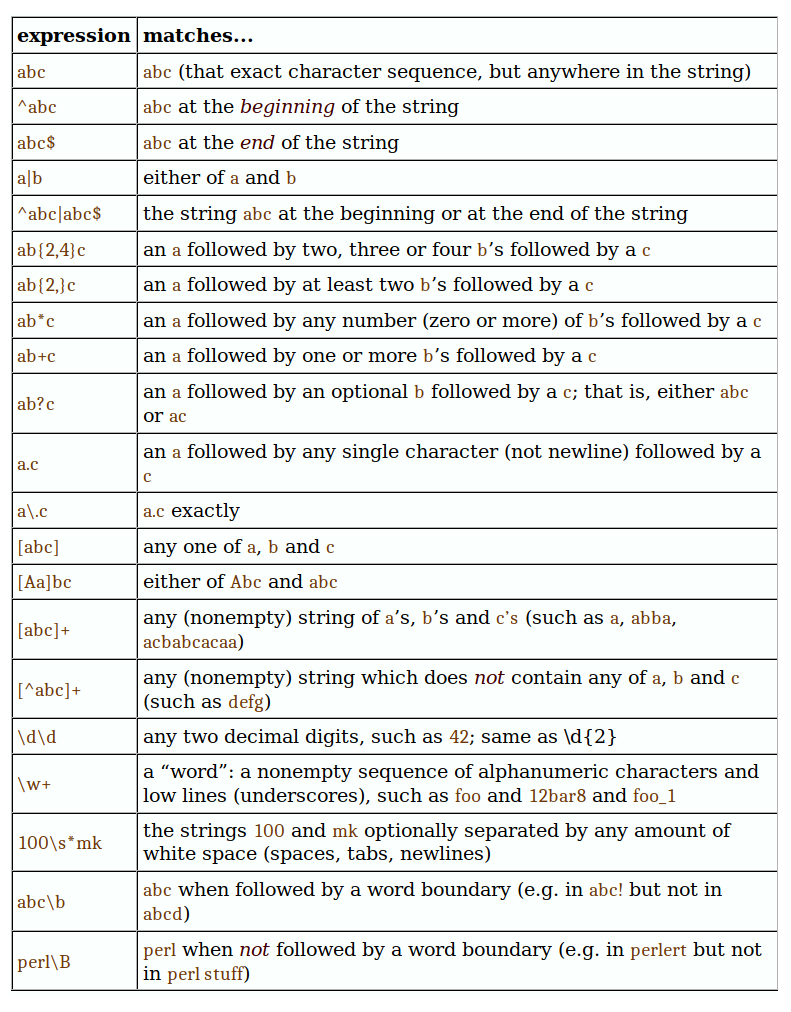 expression matches...
abc abc (that exact character sequence, but anywhere in the string)
^abc abc at the beginning of the string
abc$ abc at the end of the string
a|b either of a and b
^abc|abc$ the string abc at the beginning or at the end of the string
ab{2,4}c an a followed by two, three or four b’s followed by a c
ab{2,}c an a followed by at least two b’s followed by a c
ab*c an a followed by any number (zero or more) of b’s followed by a c
ab+c an a followed by one or more b’s followed by a c
ab?c an a followed by an optional b followed by a c; that is, either abc
or ac
a.c an a followed by any single character (not newline) followed by a
c
a\.c a.c exactly
[abc] any one of a, b and c
[Aa]bc either of Abc and abc
[abc]+ any (nonempty) string of a’s, b’s and c’s (such as a, abba,
acbabcacaa)
[^abc]+ any (nonempty) string which does not contain any of a, b and c
(such as defg)
\d\d any two decimal digits, such as 42; same as \d{2}
\w+ a “word”: a nonempty sequence of alphanumeric characters and
low lines (underscores), such as foo and 12bar8 and foo_1
100\s*mk the strings 100 and mk optionally separated by any amount of
white space (spaces, tabs, newlines)
abc\b abc when followed by a word boundary (e.g. in abc! but not in
abcd)
perl\B perl when not followed by a word boundary (e.g. in perlert but not
in perl stuff)